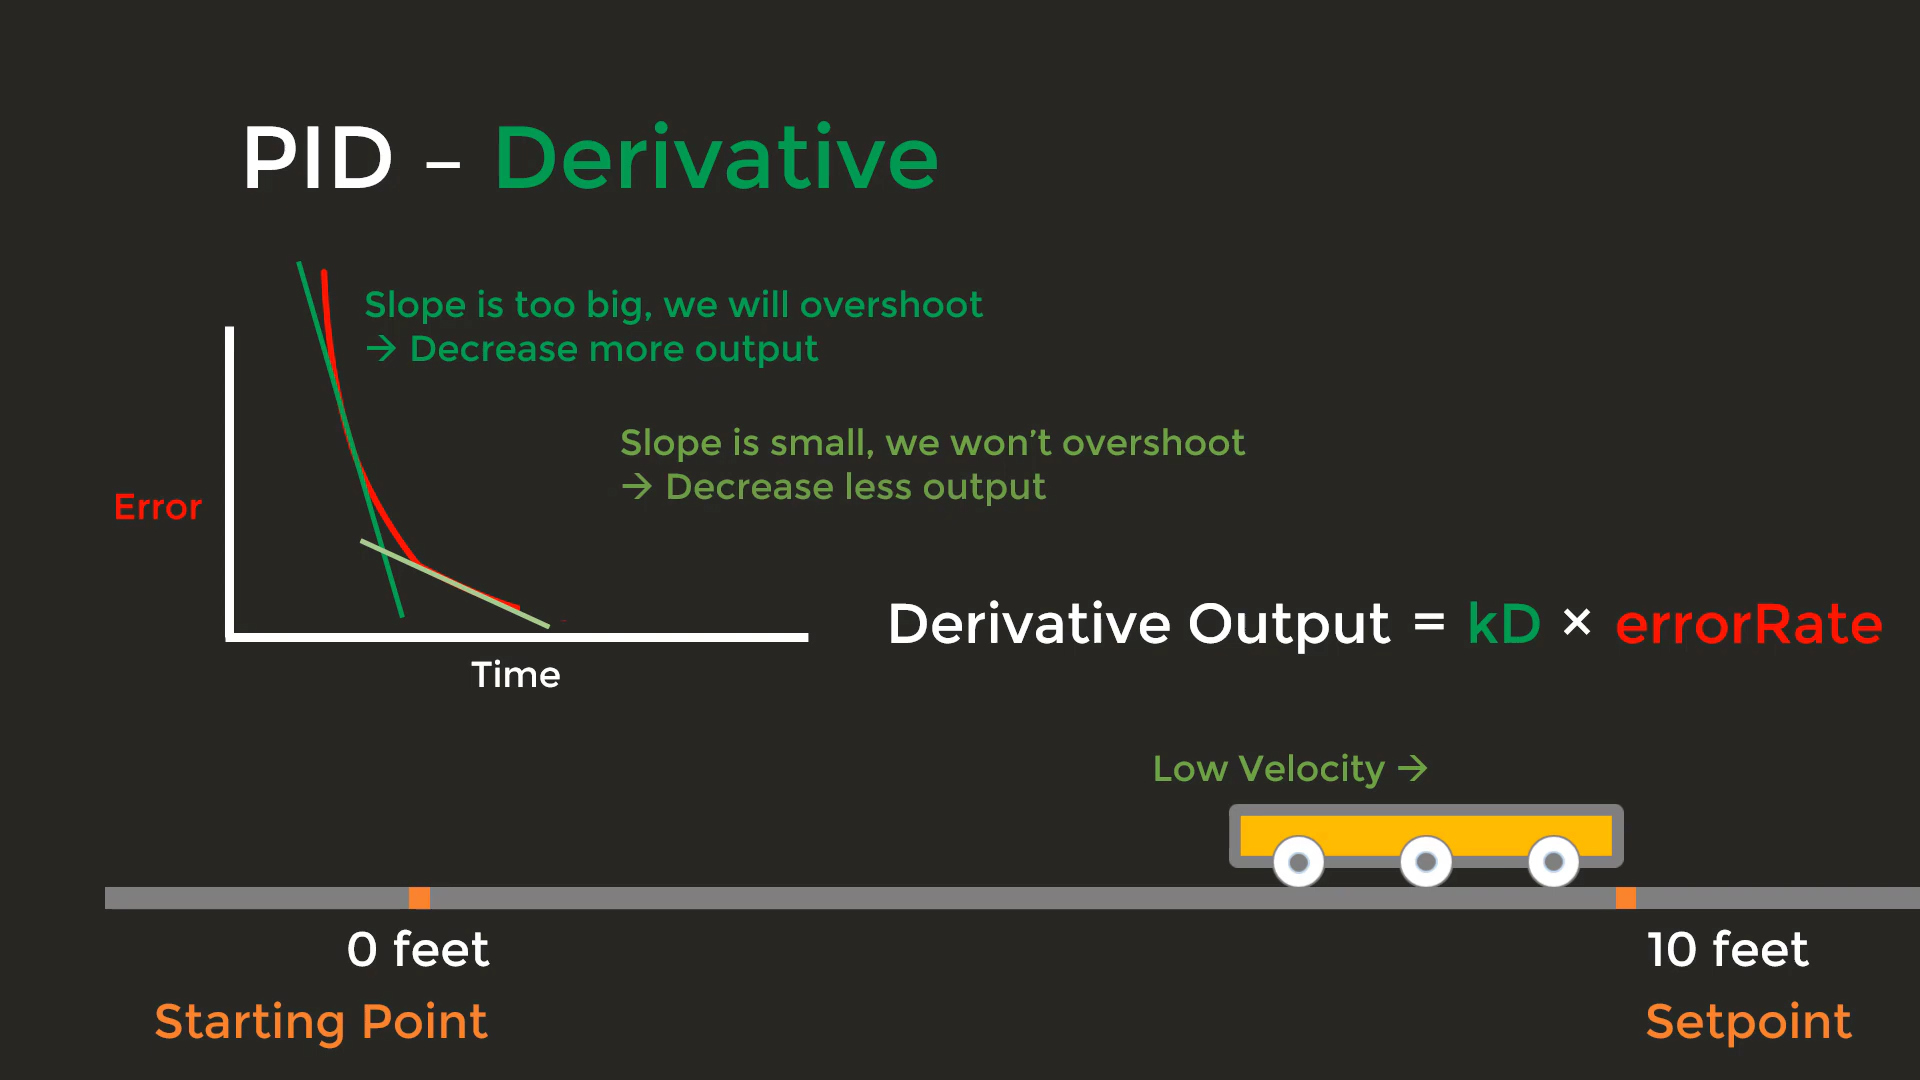 PID – Derivative
Slope is too big, we will overshoot
→ Decrease more output
Slope is small, we won’t overshoot
→ Decrease less output
Error
Time
Derivative Output = kD × errorRate
Low Velocity →
0 feet
10 feet
Starting Point
Setpoint